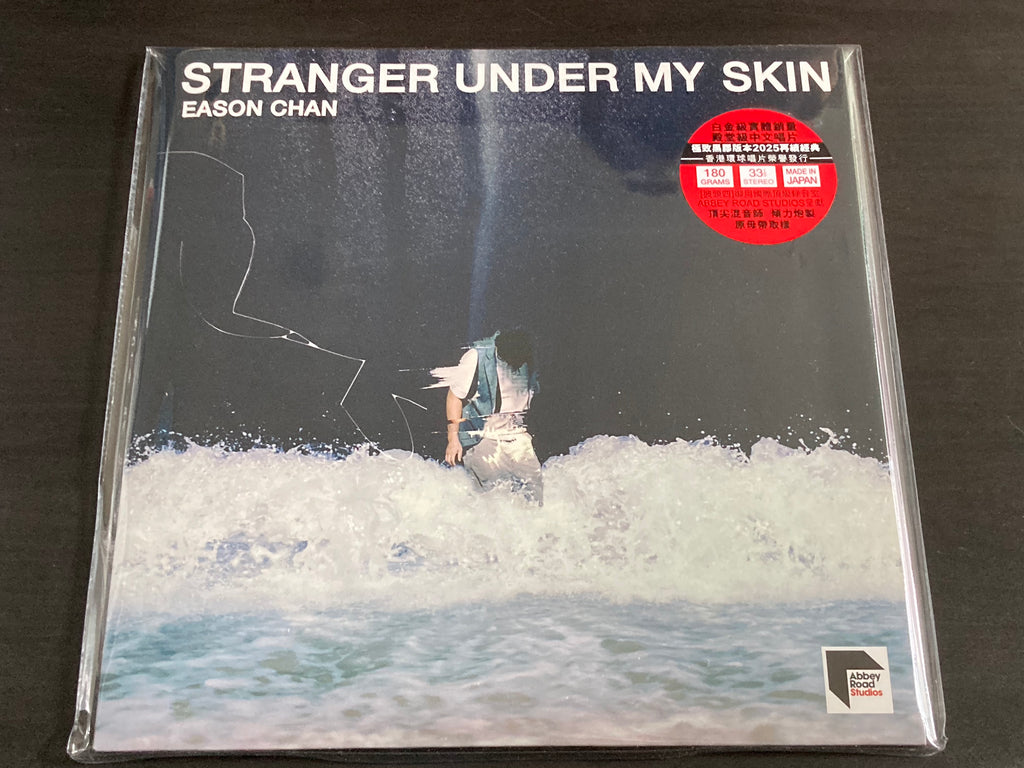 STRANGER UNDER MY SKIN
EASON CHAN
白金級實體銷量
殿堂級中文唱片
極致黑膠版本2025再續經典
香港環球唱片榮譽發行
180 GRAMS
33⅓ STEREO
MADE IN JAPAN
ABBEY ROAD STUDIOS
頂尖混音師 傾力炮製
原母帶取樣
Abbey Road Studios